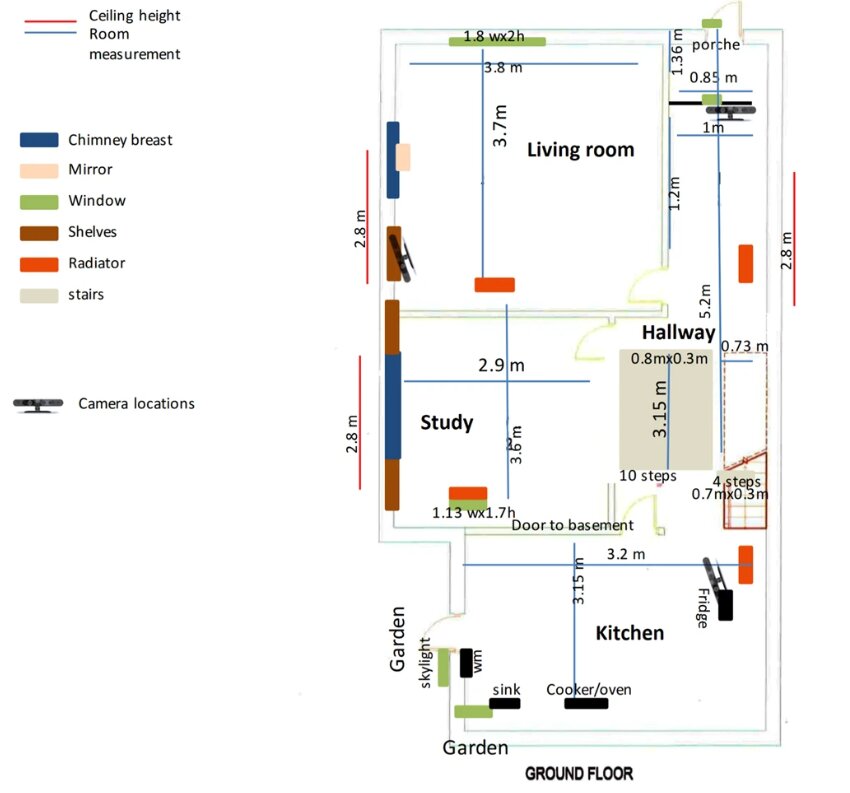 Ceiling height
Room
measurement
Chimney breast
Mirror
Window
Shelves
Radiator
stairs
Camera locations
1.8 wx2h
3.8 m
3.7m
Living room
1.36 m
porche
0.85 m
1m
1.2m
2.8 m
2.8 m
5.2m
Hallway
0.73 m
0.8mx0.3m
3.15 m
10 steps
4 steps
0.7mx0.3m
2.9 m
Study
3.6 m
2.8 m
1.13 wx1.7h
Door to basement
3.2 m
3.15 m
Fridge
Kitchen
Garden
skylight
wm
sink
Cooker/oven
Garden
GROUND FLOOR